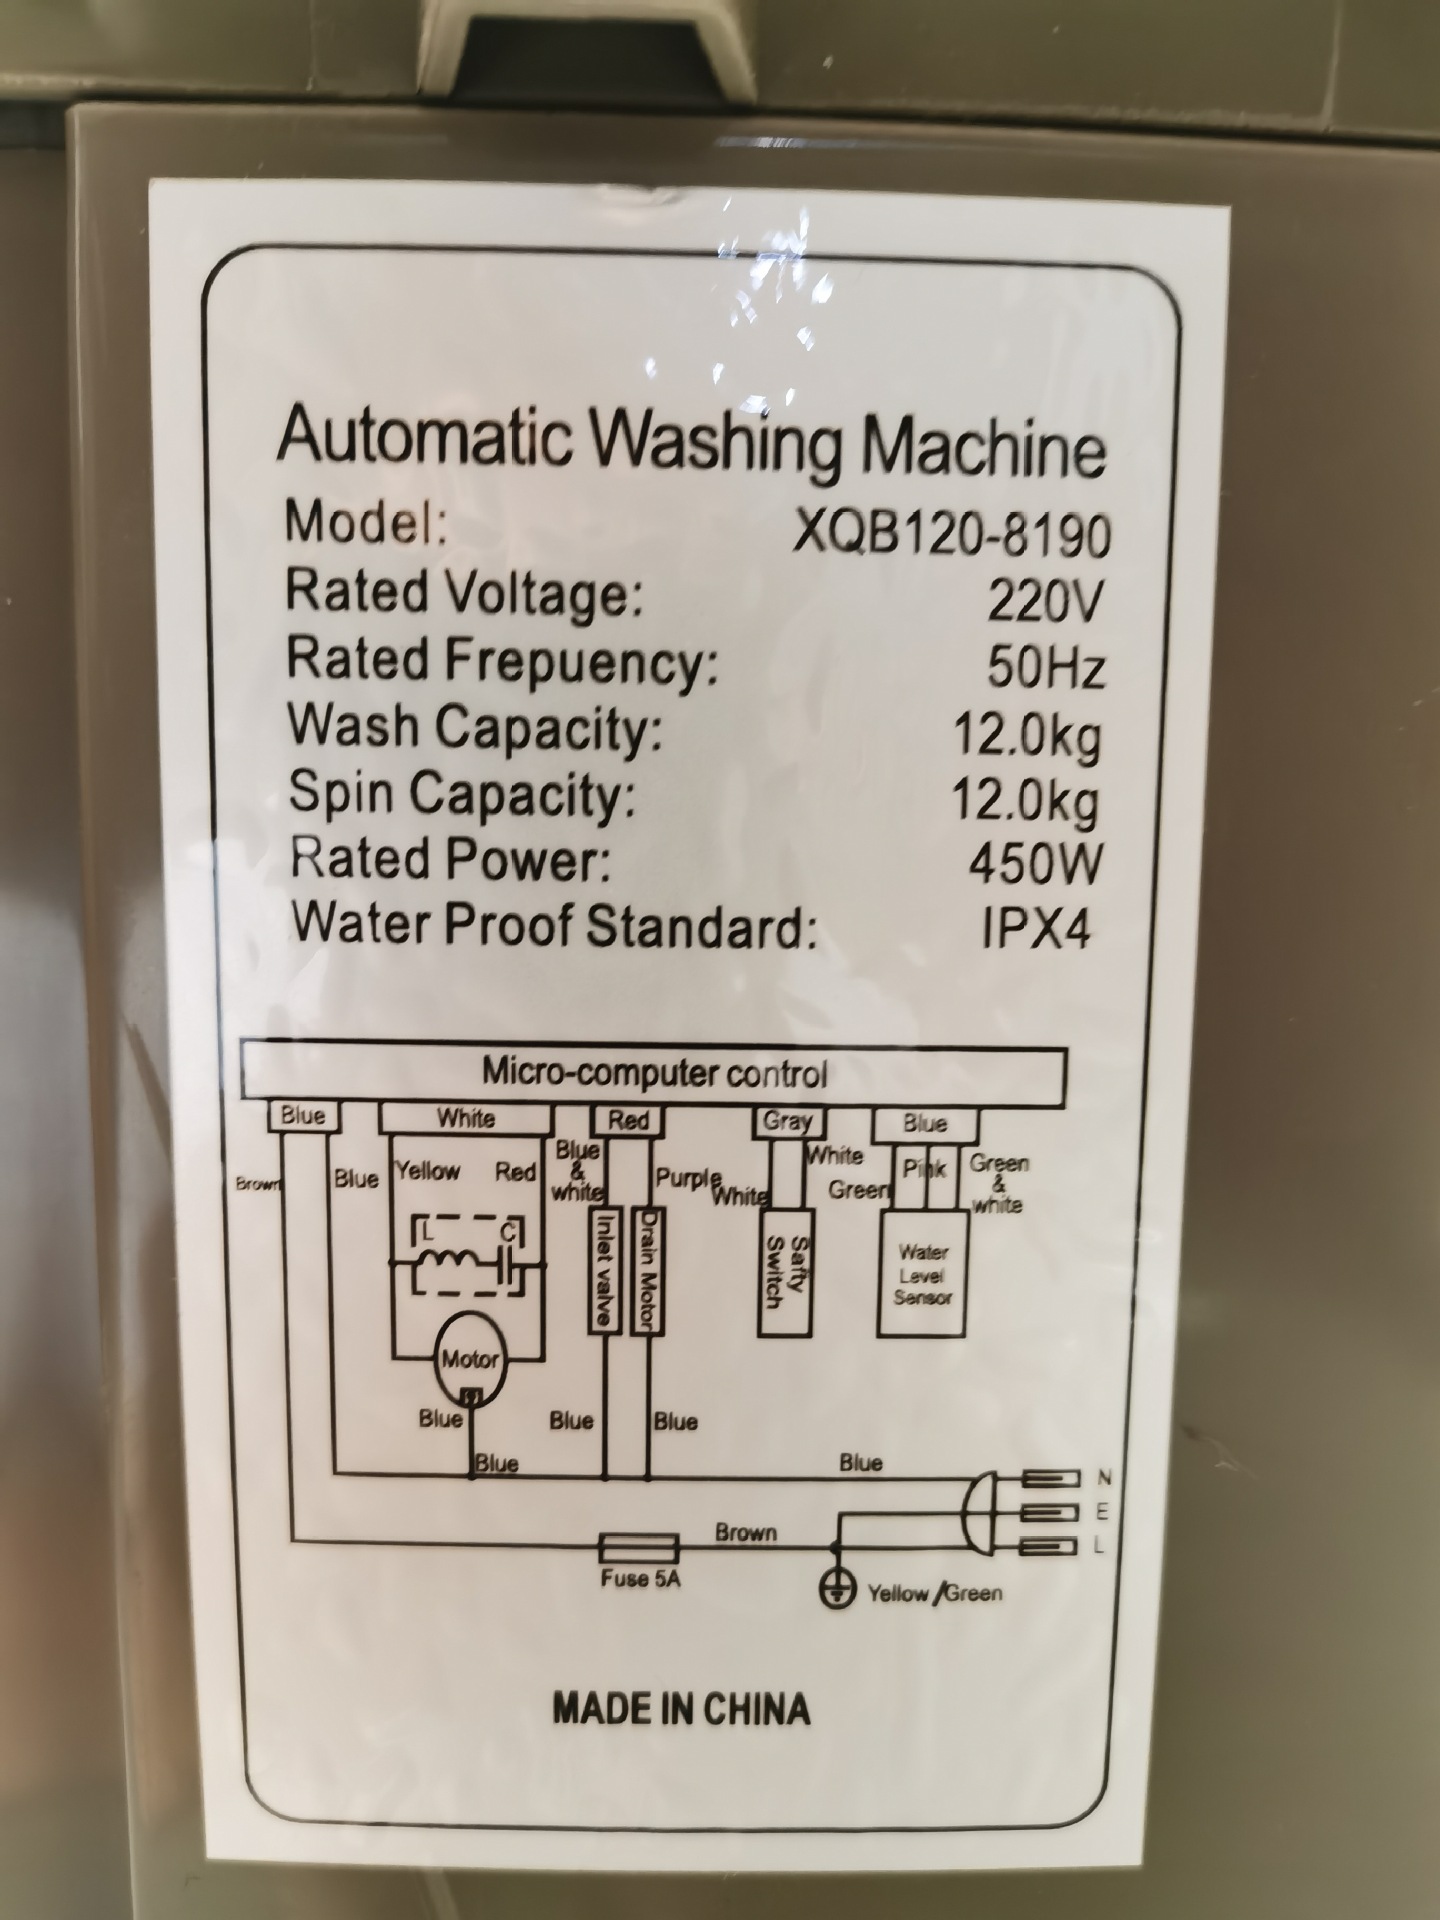 Automatic Washing Machine
Model: XQB120-8190
Rated Voltage: 220V
Rated Frepuency: 50Hz
Wash Capacity: 12.0kg
Spin Capacity: 12.0kg
Rated Power: 450W
Water Proof Standard: IPX4
Micro-computer control
Blue White Red Gray Blue
Brown Blue Yellow Red
Blue
&
white
Purple
White
White
Green
Pink
Green
&
white
L C
Inlet valve
Drain Motor
Safty
Switch
Water
Level
Sensor
Motor
Blue Blue Blue
Blue Blue N
E
Brown L
Fuse 5A
Yellow/Green
MADE IN CHINA